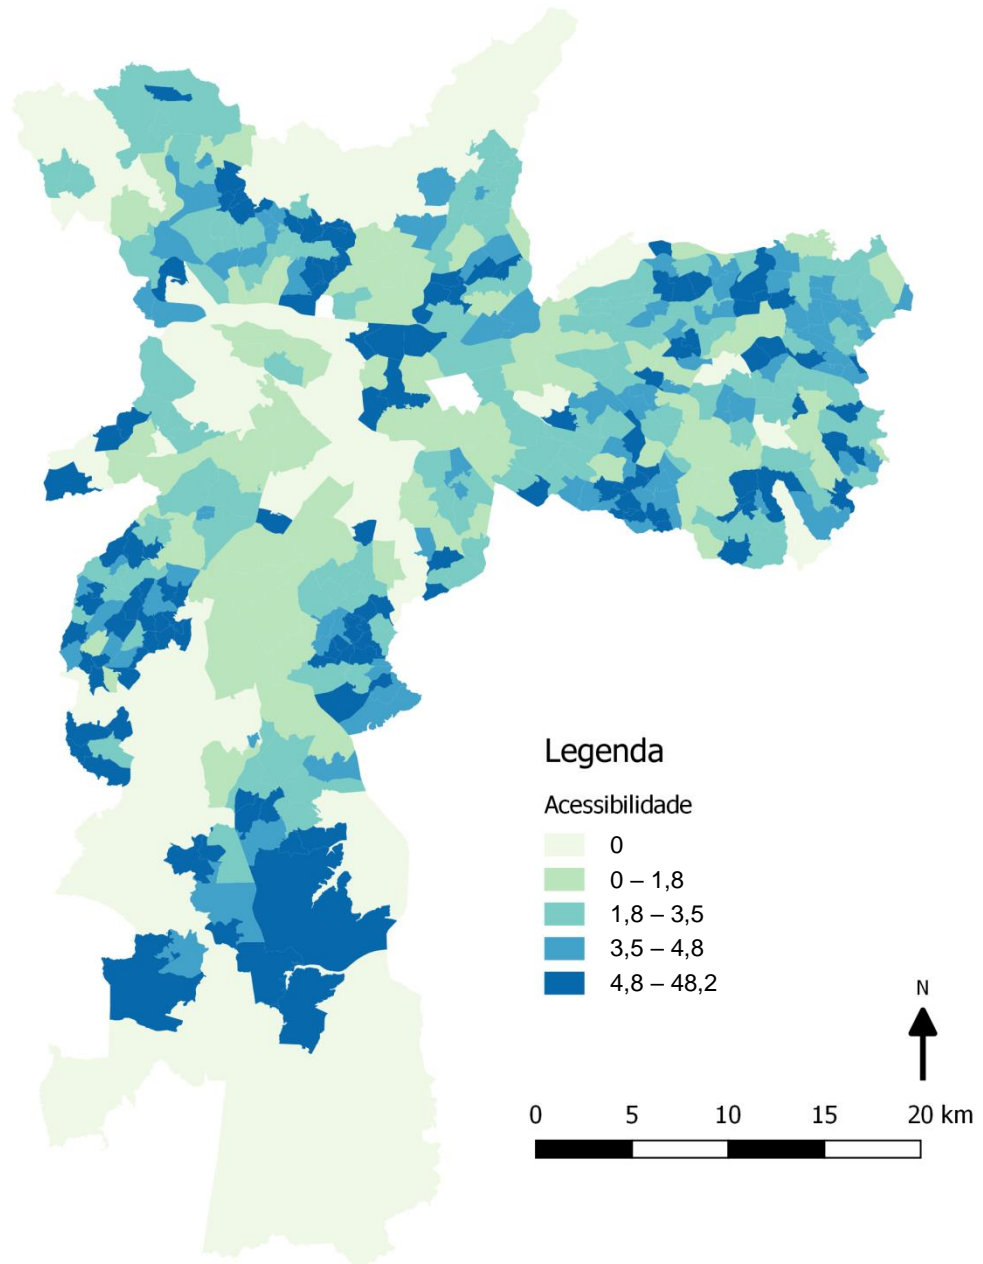 Legenda
Acessibilidade
0
0 – 1,8
1,8 – 3,5
3,5 – 4,8
4,8 – 48,2
N
0 5 10 15 20 km